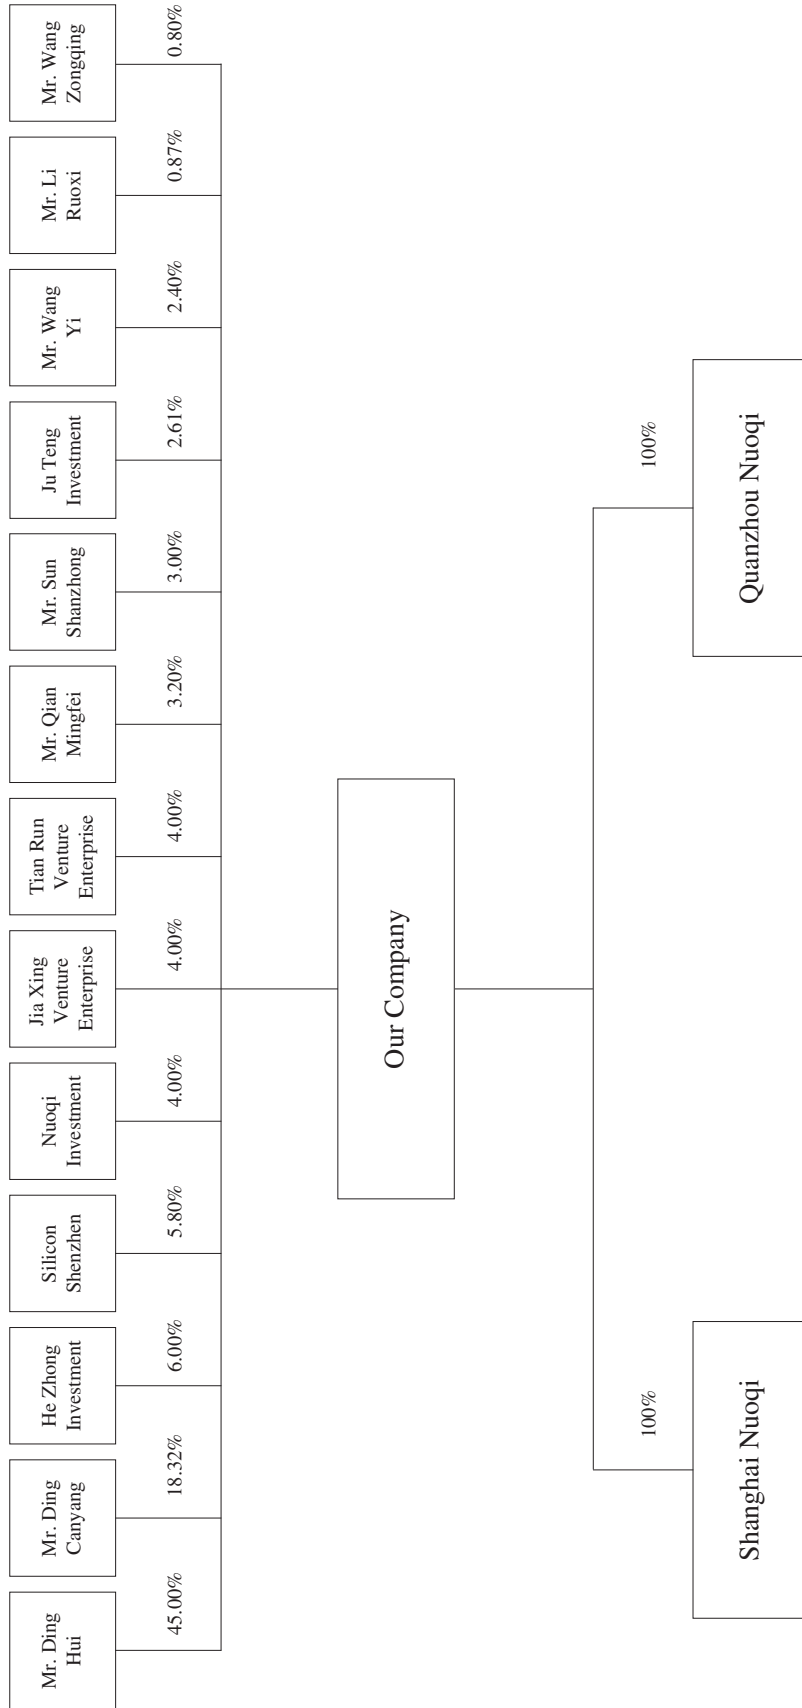 Mr. Ding
Hui
Mr. Ding
Canyang
He Zhong
Investment
Silicon
Shenzhen
Nuoqi
Investment
Jia Xing
Venture
Enterprise
Tian Run
Venture
Enterprise
Mr. Qian
Mingfei
Mr. Sun
Shanzhong
Ju Teng
Investment
Mr. Wang
Yi
Mr. Li
Ruoxi
Mr. Wang
Zongqing
45.00%
18.32%
6.00%
5.80%
4.00%
4.00%
4.00%
3.20%
3.00%
2.61%
2.40%
0.87%
0.80%
Our Company
100%
100%
Shanghai Nuoqi
Quanzhou Nuoqi